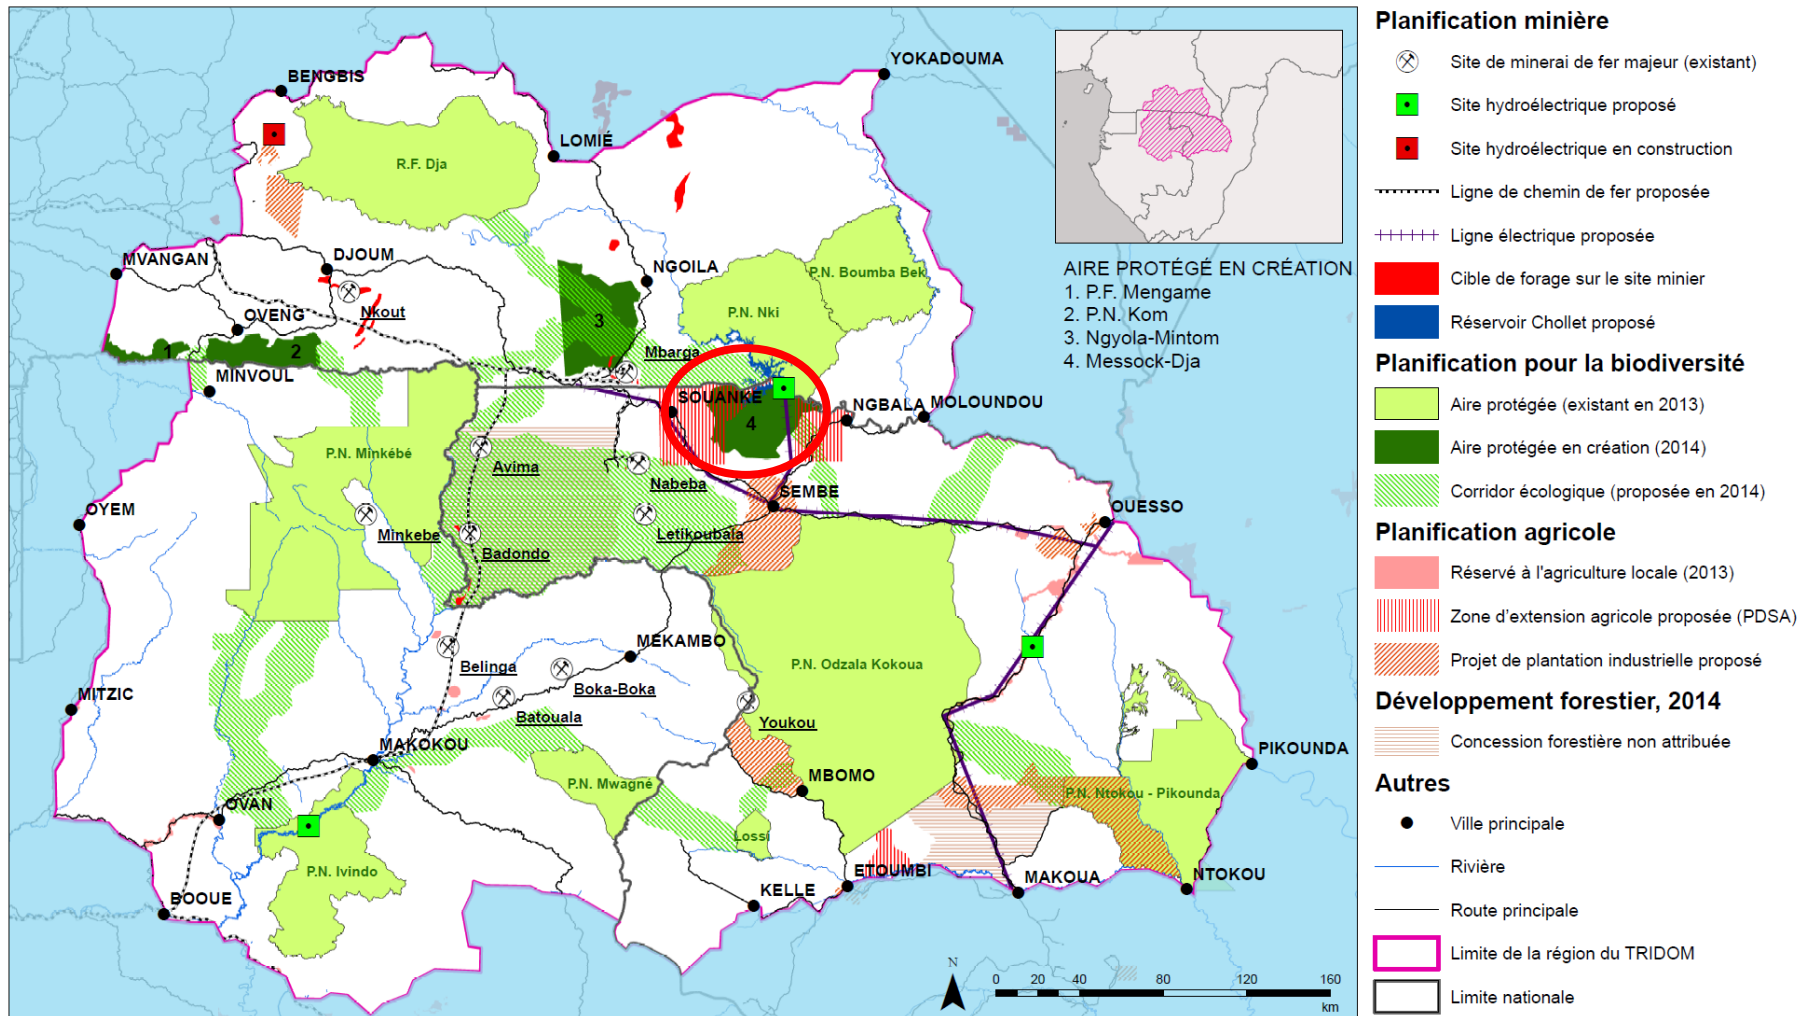 BENGBIS
YOKADOUMA
LOMIÉ
R.F. Dja
MVANGAN
DJOUM
NGOILA
P.N. Boumba Bek
Nkout
OVENG
P.N. Nki
3
1
2
Mbarga
MINVOUL
SOUANKE
NGBALA
MOLOUNDOU
4
P.N. Minkébé
Avima
Nabeba
SEMBE
OYEM
OUESSO
Minkebe
Badondo
Letikoubala
MEKAMBO
Belinga
P.N. Odzala Kokoua
Boka-Boka
MITZIC
Batouala
Youkou
MAKOKOU
PIKOUNDA
P.N. Mwagné
MBOMO
P.N. Ntokou - Pikounda
OVAN
Lossi
P.N. Ivindo
ETOUMBI
KELLE
MAKOUA
NTOKOU
BOOUE
AIRE PROTÉGÉ EN CRÉATION
1. P.F. Mengame
2. P.N. Kom
3. Ngyola-Mintom
4. Messock-Dja
N
0 20 40 80 120 160
km
Planification minière
Site de minerai de fer majeur (existant)
Site hydroélectrique proposé
Site hydroélectrique en construction
Ligne de chemin de fer proposée
Ligne électrique proposée
Cible de forage sur le site minier
Réservoir Chollet proposé
Planification pour la biodiversité
Aire protégée (existant en 2013)
Aire protégée en création (2014)
Corridor écologique (proposée en 2014)
Planification agricole
Réservé à l'agriculture locale (2013)
Zone d'extension agricole proposée (PDSA)
Projet de plantation industrielle proposé
Développement forestier, 2014
Concession forestière non attribuée
Autres
Ville principale
Rivière
Route principale
Limite de la région du TRIDOM
Limite nationale